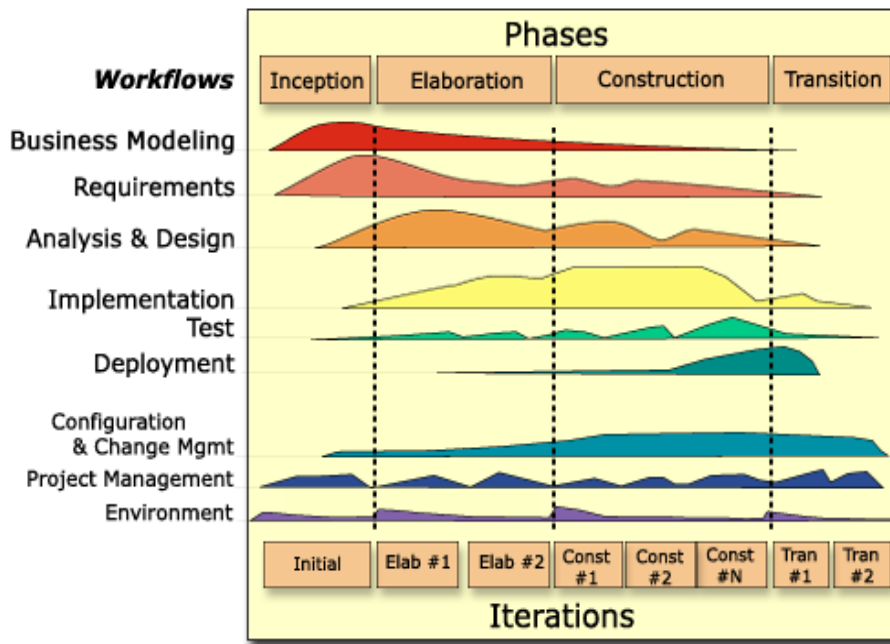 Phases
Workflows
Inception
Elaboration
Construction
Transition
Business Modeling
Requirements
Analysis & Design
Implementation
Test
Deployment
Configuration
& Change Mgmt
Project Management
Environment
Initial
Elab #1
Elab #2
Const
#1
Const
#2
Const
#N
Tran
#1
Tran
#2
Iterations